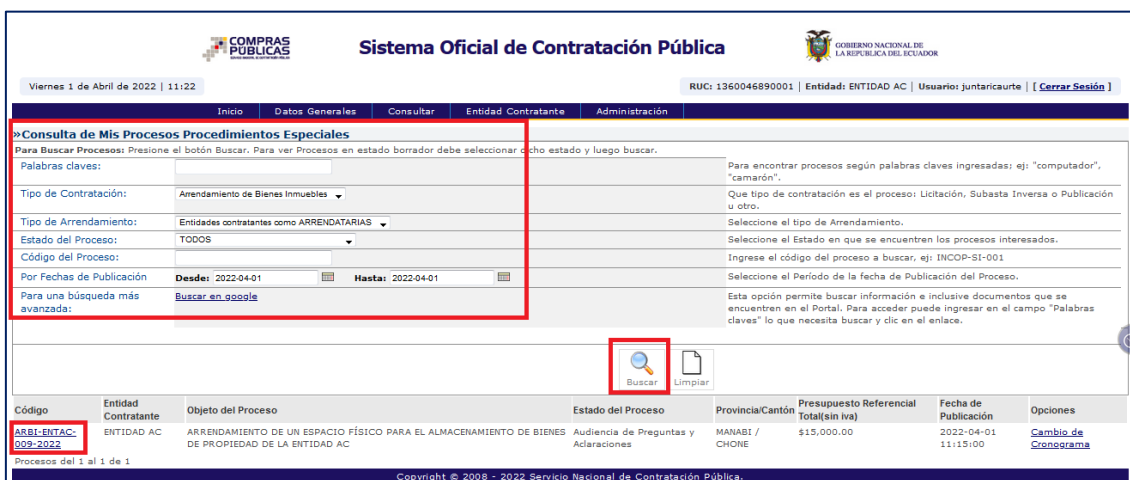 COMPRAS
PÚBLICAS
Sistema Oficial de Contratación Pública
GOBIERNO NACIONAL DE
LA REPUBLICA DEL ECUADOR
Viernes 1 de Abril de 2022 | 11:22
RUC: 1360046890001 | Entidad: ENTIDAD AC | Usuario: juntaricaurte | [ Cerrar Sesión ]
Inicio Datos Generales Consultar Entidad Contratante Administración
»Consulta de Mis Procesos Procedimientos Especiales
Para Buscar Procesos: Presione el botón Buscar. Para ver Procesos en estado borrador debe seleccionar dicho estado y luego buscar.
Palabras claves:
Para encontrar procesos según palabras claves ingresadas; ej: "computador",
"camarón".
Tipo de Contratación: Arrendamiento de Bienes Inmuebles
Que tipo de contratación es el proceso: Licitación, Subasta Inversa o Publicación
u otro.
Tipo de Arrendamiento: Entidades contratantes como ARRENDATARIAS Seleccione el tipo de Arrendamiento.
Estado del Proceso: TODOS Seleccione el Estado en que se encuentren los procesos interesados.
Código del Proceso: Ingrese el código del proceso a buscar, ej: INCOP-SI-001
Por Fechas de Publicación Desde: 2022-04-01 Hasta: 2022-04-01 Seleccione el Período de la fecha de Publicación del Proceso.
Para una búsqueda más
avanzada:
Buscar en google
Esta opción permite buscar información e inclusive documentos que se
encuentren en el Portal. Para acceder puede ingresar en el campo "Palabras
claves" lo que necesita buscar y clic en el enlace.
Buscar Limpiar
Código Entidad Contratante Objeto del Proceso Estado del Proceso Provincia/Cantón Presupuesto Referencial Total(sin iva) Fecha de Publicación Opciones
ARBI-ENTAC-
009-2022
ENTIDAD AC
ARRENDAMIENTO DE UN ESPACIO FÍSICO PARA EL ALMACENAMIENTO DE BIENES
DE PROPIEDAD DE LA ENTIDAD AC
Audiencia de Preguntas y
Aclaraciones
MANABI /
CHONE
$15,000.00
2022-04-01
11:15:00
Cambio de
Cronograma
Procesos del 1 al 1 de 1
Copyright © 2008 - 2022 Servicio Nacional de Contratación Pública.